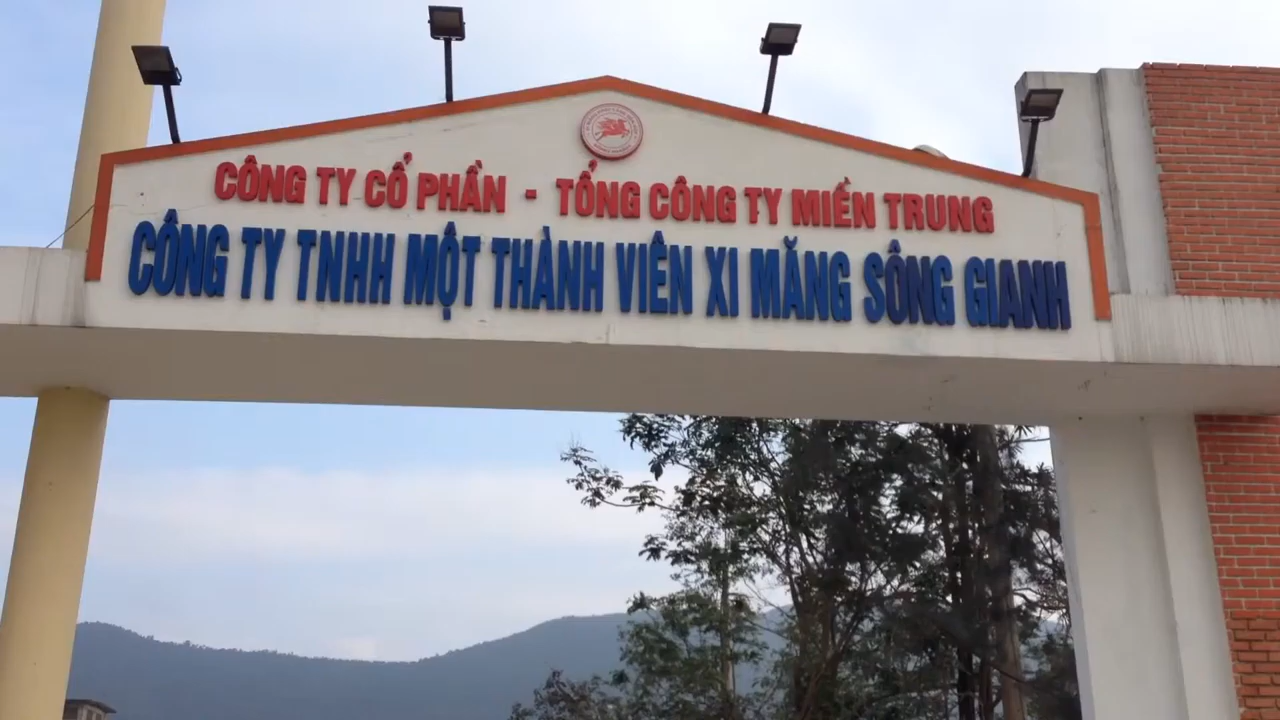 CÔNG TY CỔ PHẦN - TỔNG CÔNG TY MIỀN TRUNG
CÔNG TY TNHH MỘT THÀNH VIÊN XI MĂNG SÔNG GIANH